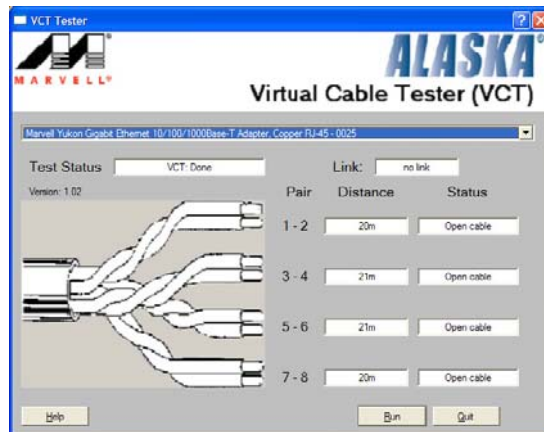 VCT Tester
MARVELL®
ALASKA®
Virtual Cable Tester (VCT)
Marvell Yukon Gigabit Ethernet 10/100/1000Base-T Adapter, Copper RJ-45 - 0025
Test Status VCT: Done Link: no link
Version: 1.02
Pair Distance Status
1 - 2 20m Open cable
3 - 4 21m Open cable
5 - 6 21m Open cable
7 - 8 20m Open cable
Help Run Quit